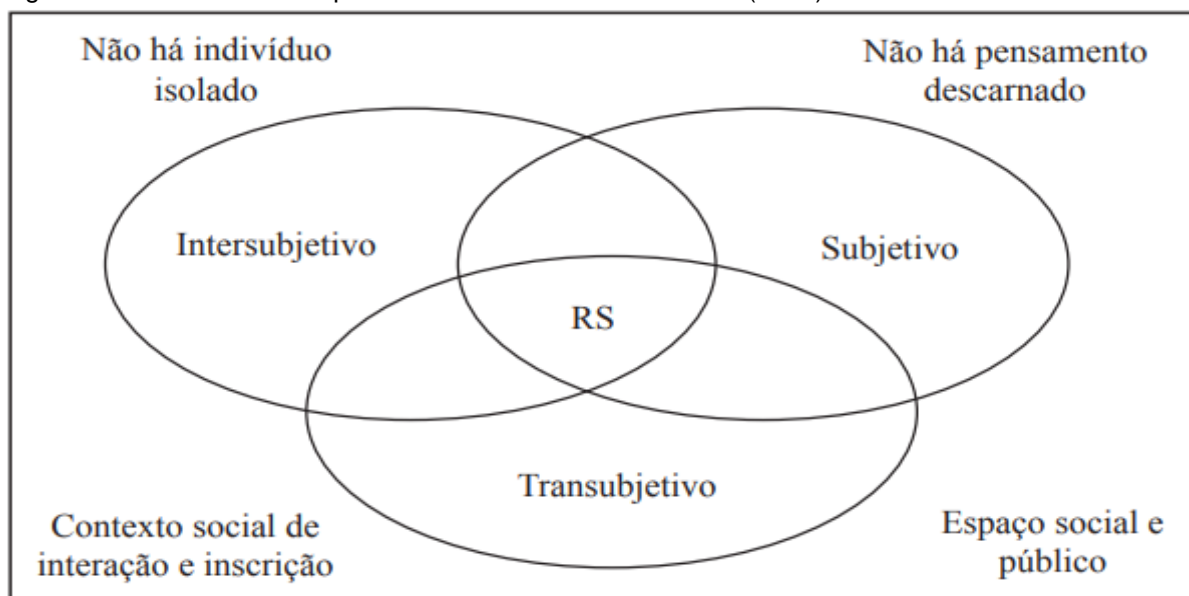 Não há indivíduo
isolado
Não há pensamento
descarnado
Intersubjetivo
Subjetivo
RS
Transubjetivo
Contexto social de
interação e inscrição
Espaço social e
público